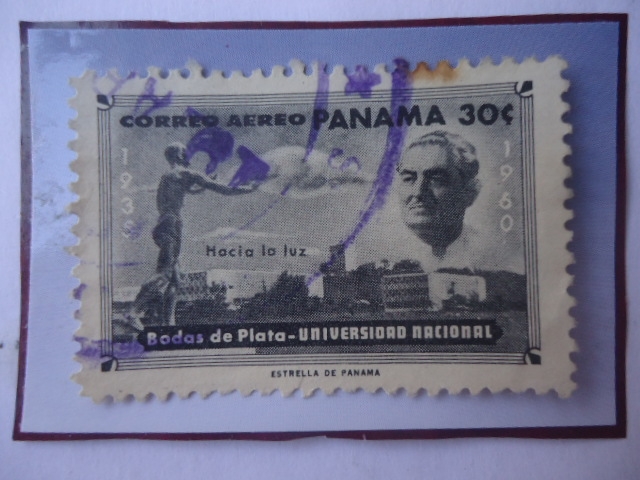 CORREO AEREO PANAMA 30¢
1935
1960
Hacia la luz
Bodas de Plata-UNIVERSIDAD NACIONAL
ESTRELLA DE PANAMA